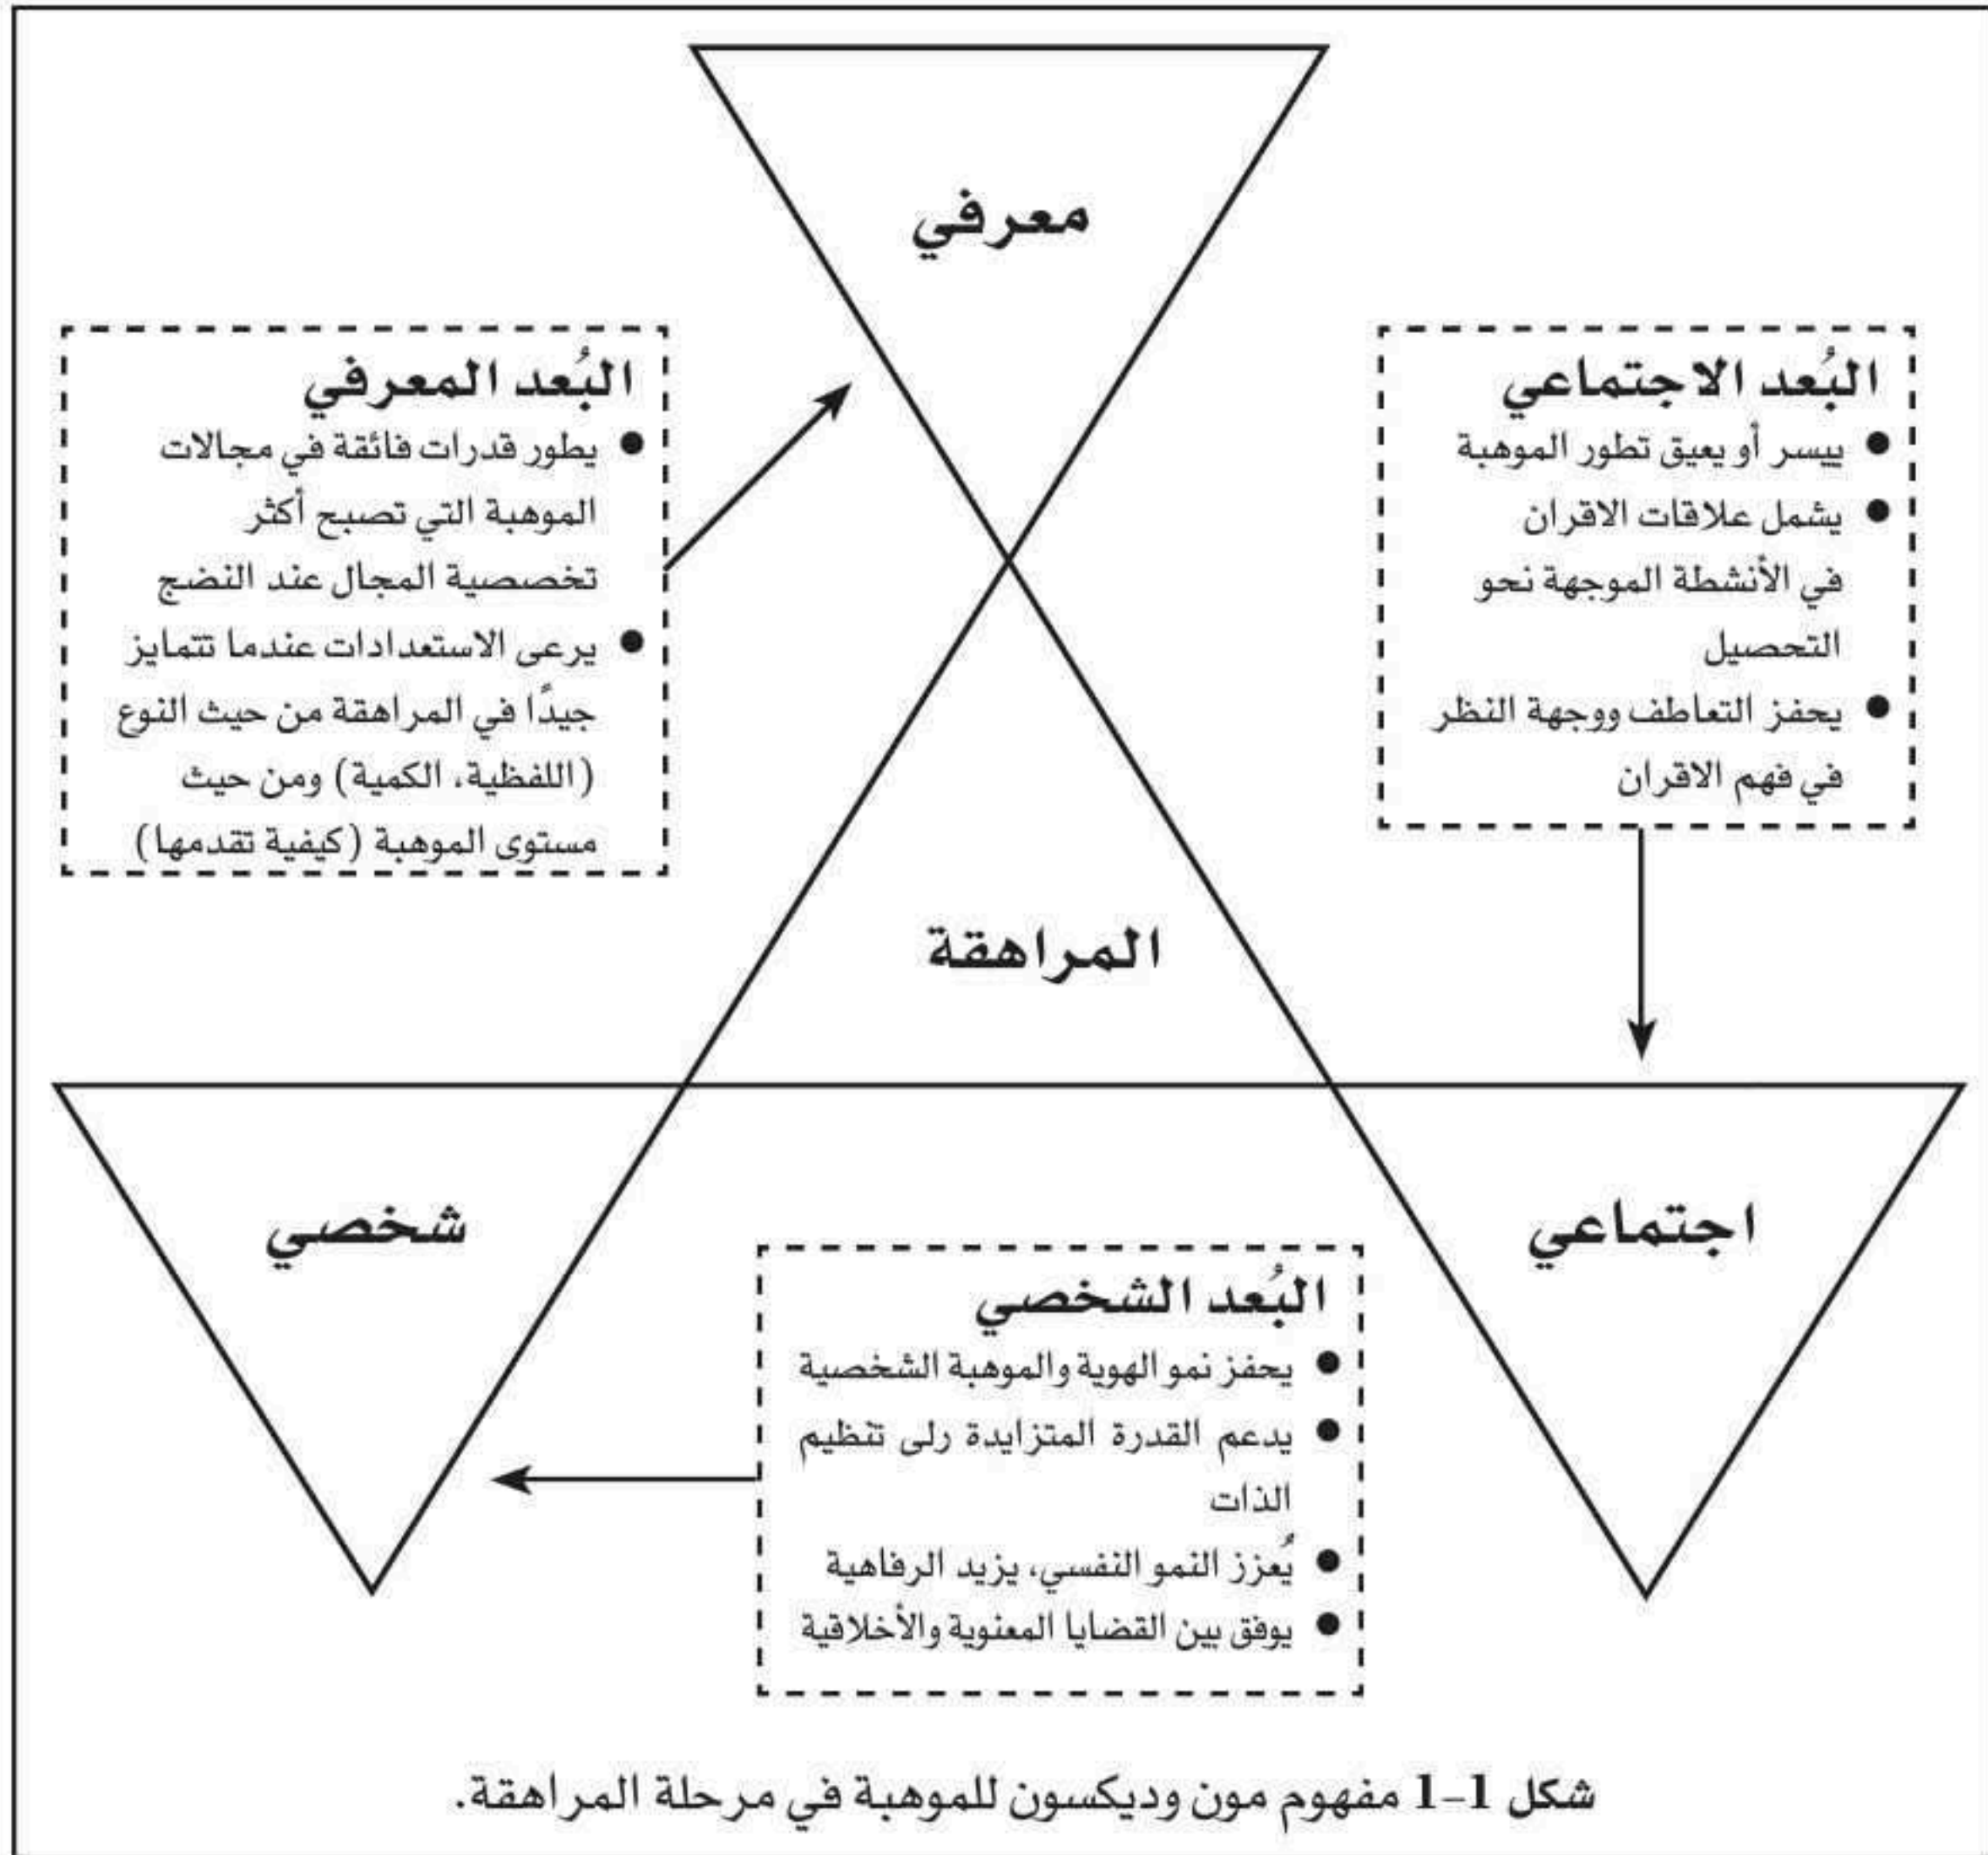 معرفي
البُعد الاجتماعي
● ييسر أو يعيق تطور الموهبة
● يشمل علاقات الاقران
في الأنشطة الموجهة نحو
التحصيل
● يحفز التعاطف ووجهة النظر
في فهم الاقران
البُعد المعرفي
● يطور قدرات فائقة في مجالات
الموهبة التي تصبح أكثر
تخصصية المجال عند النضج
● يرعى الاستعدادات عندما تتمايز
جيدًا في المراهقة من حيث النوع
(اللفظية، الكمية) ومن حيث
مستوى الموهبة (كيفية تقدمها)
المراهقة
اجتماعي
شخصي
البُعد الشخصي
● يحفز نمو الهوية والموهبة الشخصية
● يدعم القدرة المتزايدة رلى تنظيم
الذات
● يُعزز النمو النفسي، يزيد الرفاهية
● يوفق بين القضايا المعنوية والأخلاقية
شكل 1-1 مفهوم مون وديكسون للموهبة في مرحلة المراهقة.